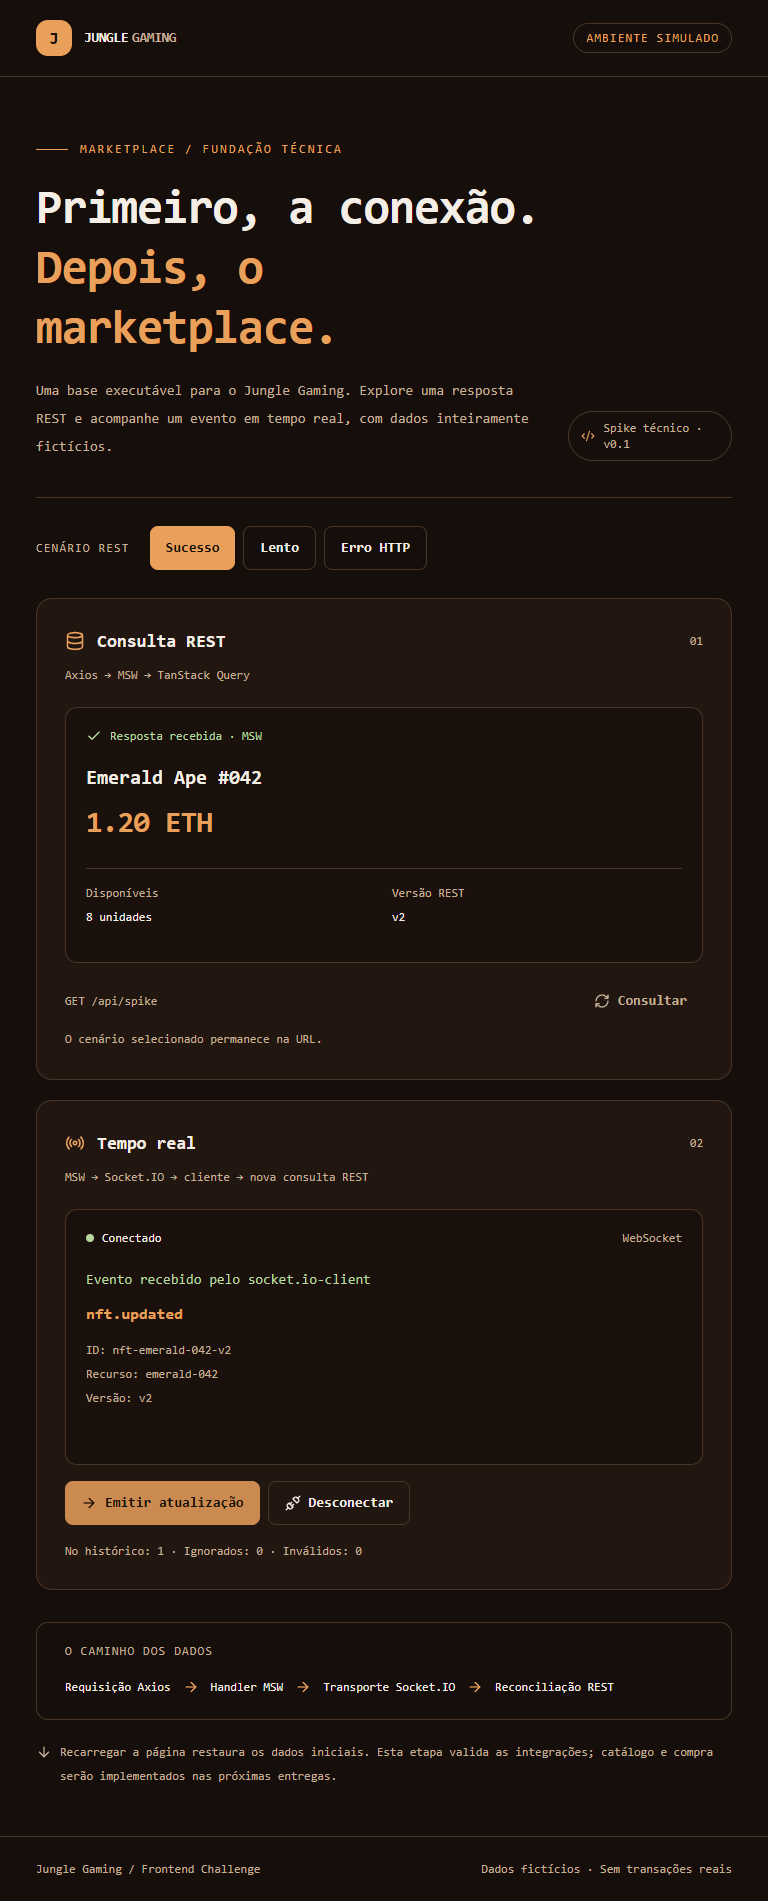 J JUNGLE GAMING AMBIENTE SIMULADO
MARKETPLACE / FUNDAÇÃO TÉCNICA
Primeiro, a conexão.
Depois, o
marketplace.
Uma base executável para o Jungle Gaming. Explore uma resposta
REST e acompanhe um evento em tempo real, com dados inteiramente
fictícios.
Spike técnico ·
v0.1
CENÁRIO REST Sucesso Lento Erro HTTP
Consulta REST 01
Axios → MSW → TanStack Query
Resposta recebida · MSW
Emerald Ape #042
1.20 ETH
Disponíveis Versão REST
8 unidades v2
GET /api/spike Consultar
O cenário selecionado permanece na URL.
Tempo real 02
MSW → Socket.IO → cliente → nova consulta REST
Conectado WebSocket
Evento recebido pelo socket.io-client
nft.updated
ID: nft-emerald-042-v2
Recurso: emerald-042
Versão: v2
→ Emitir atualização Desconectar
No histórico: 1 · Ignorados: 0 · Inválidos: 0
O CAMINHO DOS DADOS
Requisição Axios → Handler MSW → Transporte Socket.IO → Reconciliação REST
↓ Recarregar a página restaura os dados iniciais. Esta etapa valida as integrações; catálogo e compra
serão implementados nas próximas entregas.
Jungle Gaming / Frontend Challenge Dados fictícios · Sem transações reais